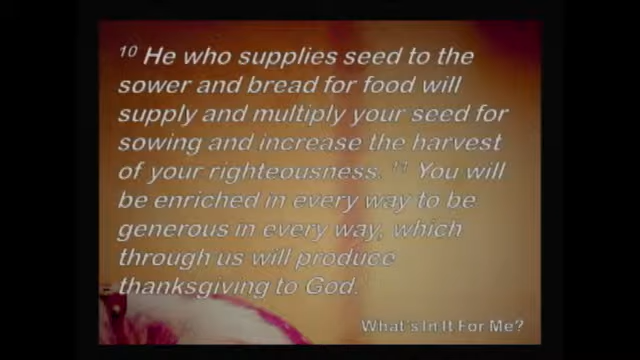 10 He who supplies seed to the
sower and bread for food will
supply and multiply your seed for
sowing and increase the harvest
of your righteousness. 11 You will
be enriched in every way to be
generous in every way, which
through us will produce
thanksgiving to God.
What's In It For Me?